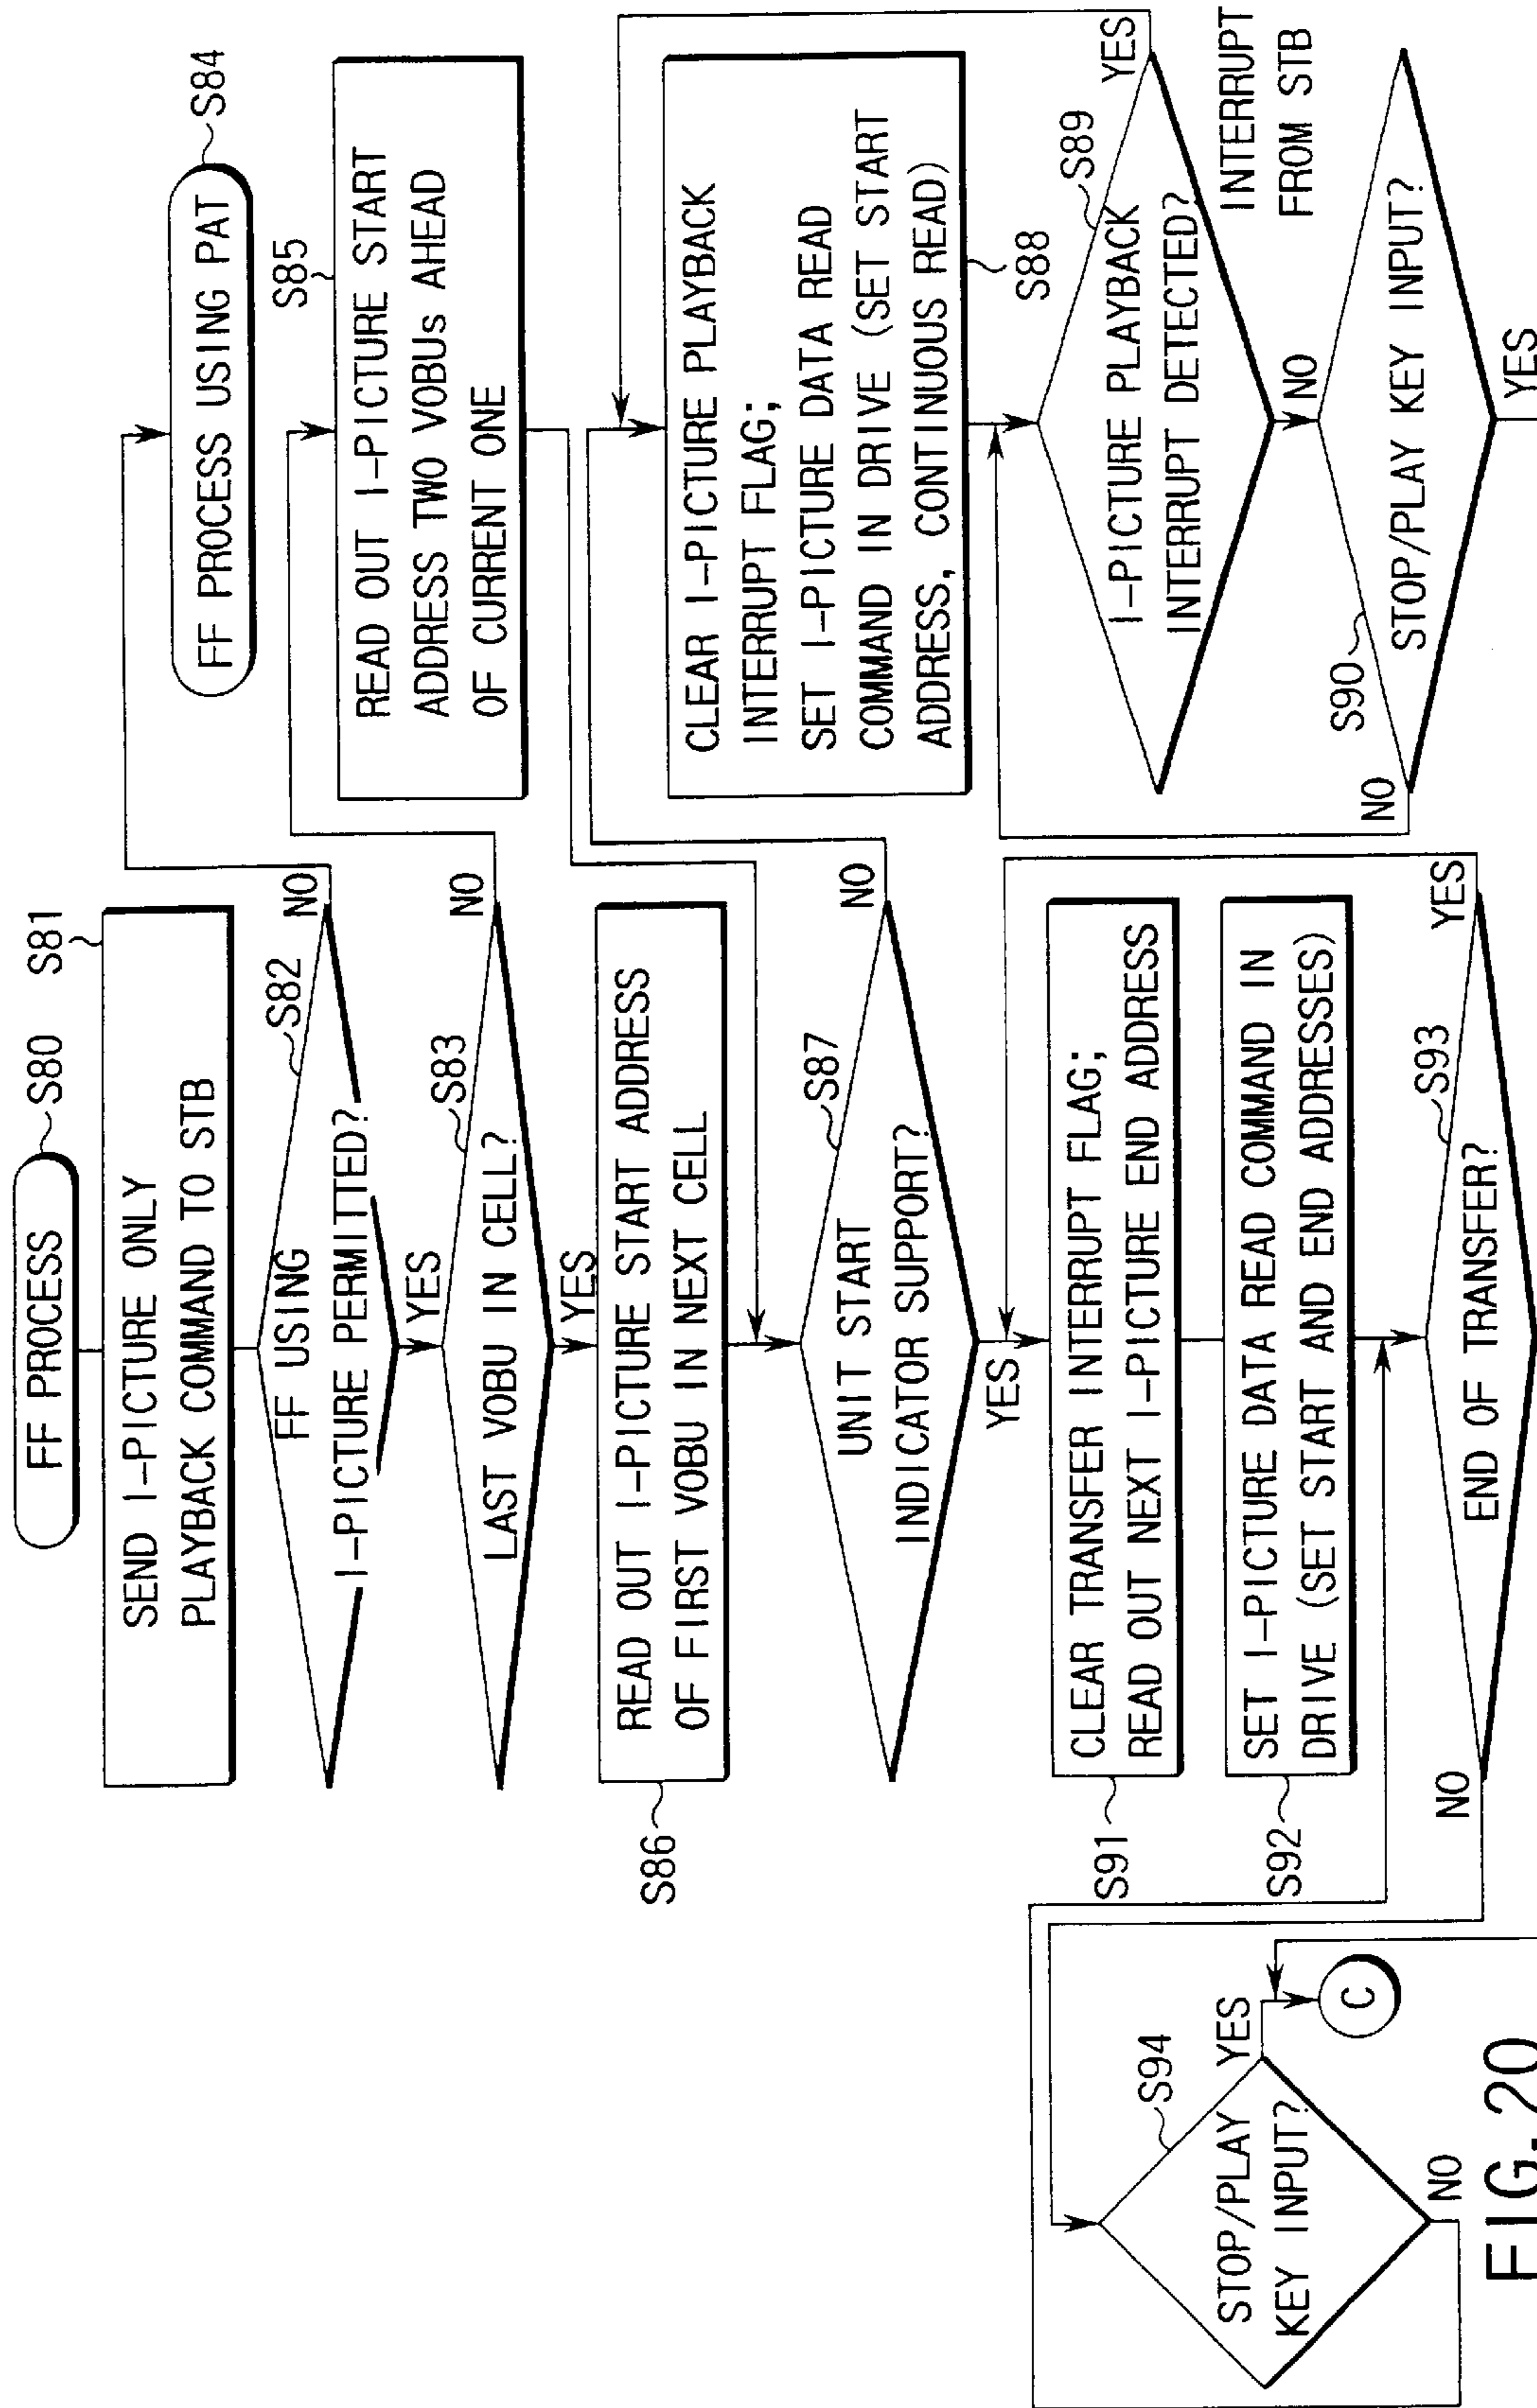 FF PROCESS
S80
S81
SEND I-PICTURE ONLY
PLAYBACK COMMAND TO STB
S82
FF USING
I-PICTURE PERMITTED?
NO
YES
FF PROCESS USING PAT
S84
S83
LAST VOBU IN CELL?
NO
YES
S85
READ OUT I-PICTURE START
ADDRESS TWO VOBUs AHEAD
OF CURRENT ONE
READ OUT I-PICTURE START ADDRESS
OF FIRST VOBU IN NEXT CELL
S86
S87
UNIT START
INDICATOR SUPPORT?
NO
YES
CLEAR I-PICTURE PLAYBACK
INTERRUPT FLAG;
SET I-PICTURE DATA READ
COMMAND IN DRIVE (SET START
ADDRESS, CONTINUOUS READ)
S88
S89
I-PICTURE PLAYBACK
INTERRUPT DETECTED?
YES
NO
INTERRUPT
FROM STB
S90
STOP/PLAY KEY INPUT?
NO
YES
CLEAR TRANSFER INTERRUPT FLAG;
READ OUT NEXT I-PICTURE END ADDRESS
S91
SET I-PICTURE DATA READ COMMAND IN
DRIVE (SET START AND END ADDRESSES)
S92
S93
END OF TRANSFER?
YES
NO
S94
STOP/PLAY
KEY INPUT?
YES
NO
C
FIG. 20